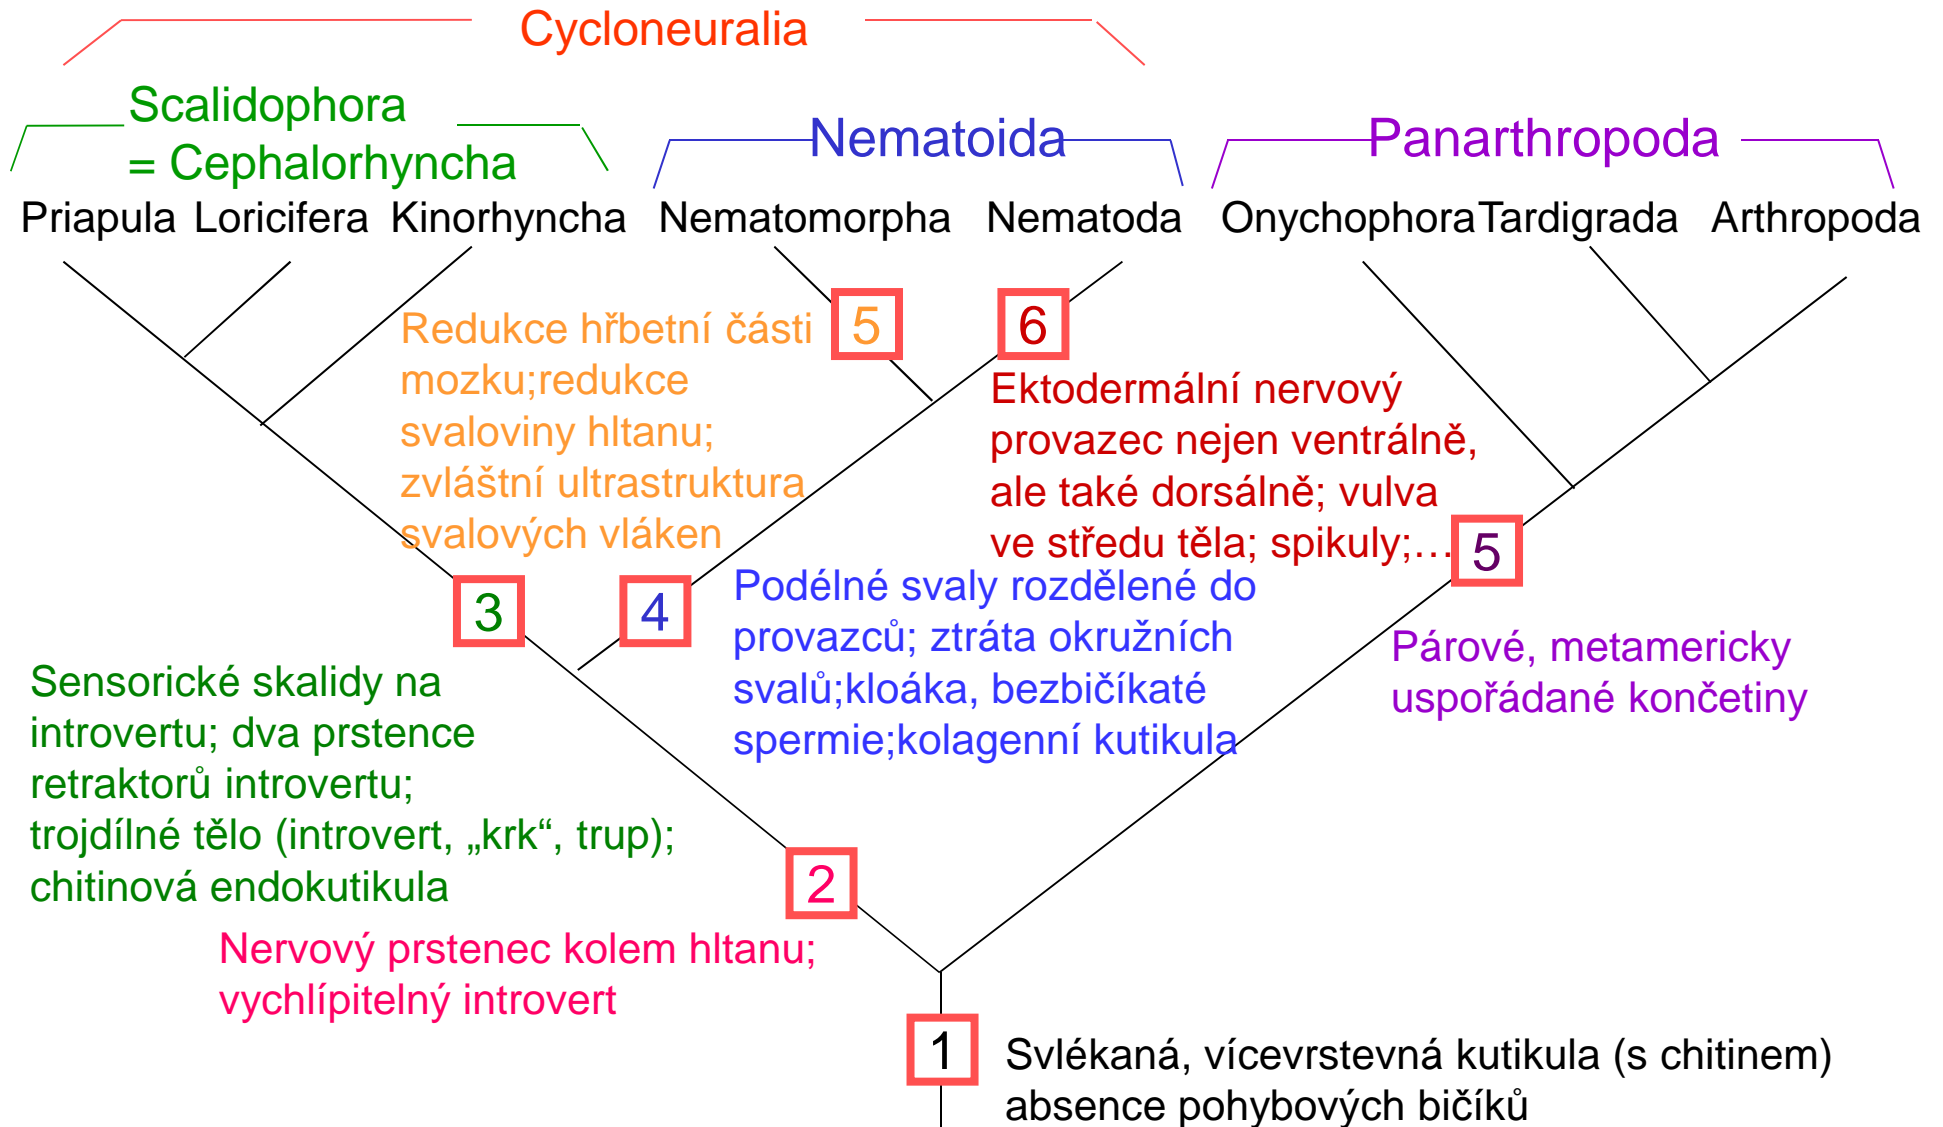 Cycloneuralia
Scalidophora
= Cephalorhyncha
Nematoida
Panarthropoda
Priapula Loricifera Kinorhyncha Nematomorpha Nematoda Onychophora Tardigrada Arthropoda
5
6
Redukce hřbetní části
mozku;redukce
svaloviny hltanu;
zvláštní ultrastruktura
svalových vláken
Ektodermální nervový
provazec nejen ventrálně,
ale také dorsálně; vulva
ve středu těla; spikuly;...
5
3
4
Podélné svaly rozdělené do
provazců; ztráta okružních
svalů;kloáka, bezbičíkaté
spermie;kolagenní kutikula
Párové, metamericky
uspořádané končetiny
Sensorické skalidy na
introvertu; dva prstence
retraktorů introvertu;
trojdílné tělo (introvert, „krk“, trup);
chitinová endokutikula
2
Nervový prstenec kolem hltanu;
vychlípitelný introvert
1
Svlékaná, vícevrstevná kutikula (s chitinem)
absence pohybových bičíků